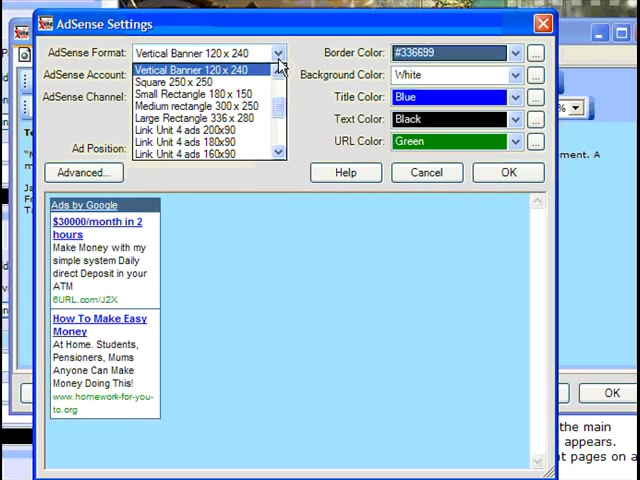 AdSense Settings
AdSense Format:
Vertical Banner 120 x 240
AdSense Account:
AdSense Channel:
Ad Position:
Vertical Banner 120 x 240
Square 250 x 250
Small Rectangle 180 x 150
Medium rectangle 300 x 250
Large Rectangle 336 x 280
Link Unit 4 ads 200x90
Link Unit 4 ads 180x90
Link Unit 4 ads 160x90
Border Color:
#336699
...
Background Color:
White
...
Title Color:
Blue
...
Text Color:
Black
...
URL Color:
Green
...
Advanced...
Help
Cancel
OK
Ads by Google
$30000/month in 2
hours
Make Money with my
simple system Daily
direct Deposit in your
ATM
6URL.com/J2X
How To Make Easy
Money
At Home. Students,
Pensioners, Mums
Anyone Can Make
Money Doing This!
www.homework-for-you-
to.org
%
ment. A
OK
the main
appears.
t pages on a